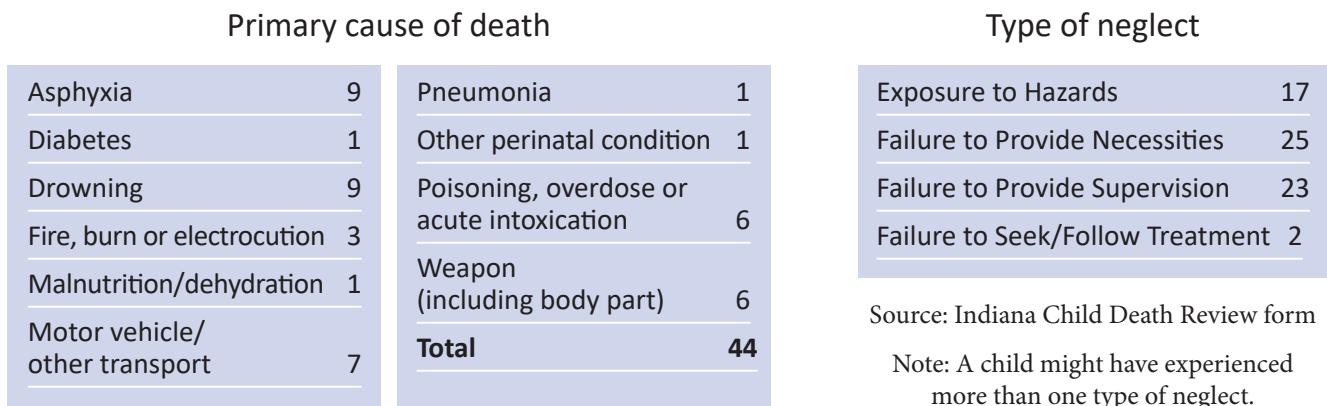 Primary cause of death
Asphyxia 9
Diabetes 1
Drowning 9
Fire, burn or electrocution 3
Malnutrition/dehydration 1
Motor vehicle/
other transport 7
Pneumonia 1
Other perinatal condition 1
Poisoning, overdose or
acute intoxication 6
Weapon
(including body part) 6
Total 44
Type of neglect
Exposure to Hazards 17
Failure to Provide Necessities 25
Failure to Provide Supervision 23
Failure to Seek/Follow Treatment 2
Source: Indiana Child Death Review form
Note: A child might have experienced
more than one type of neglect.